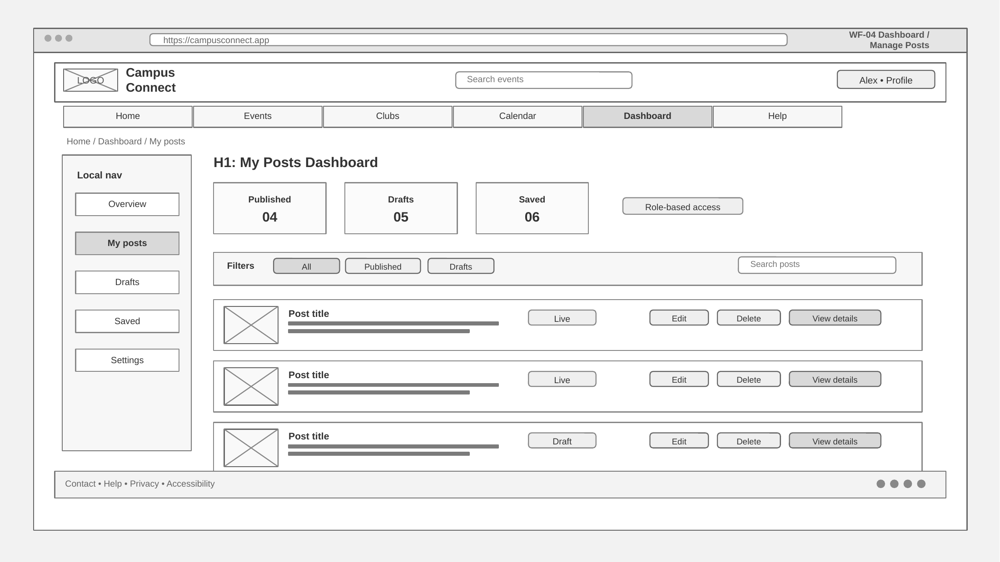 https://campusconnect.app
WF-04 Dashboard /
Manage Posts
LOGO
Campus
Connect
Search events
Alex • Profile
Home
Events
Clubs
Calendar
Dashboard
Help
Home / Dashboard / My posts
Local nav
Overview
My posts
Drafts
Saved
Settings
H1: My Posts Dashboard
Published
04
Drafts
05
Saved
06
Role-based access
Filters
All
Published
Drafts
Search posts
Post title
Live
Edit
Delete
View details
Post title
Live
Edit
Delete
View details
Post title
Draft
Edit
Delete
View details
Contact • Help • Privacy • Accessibility